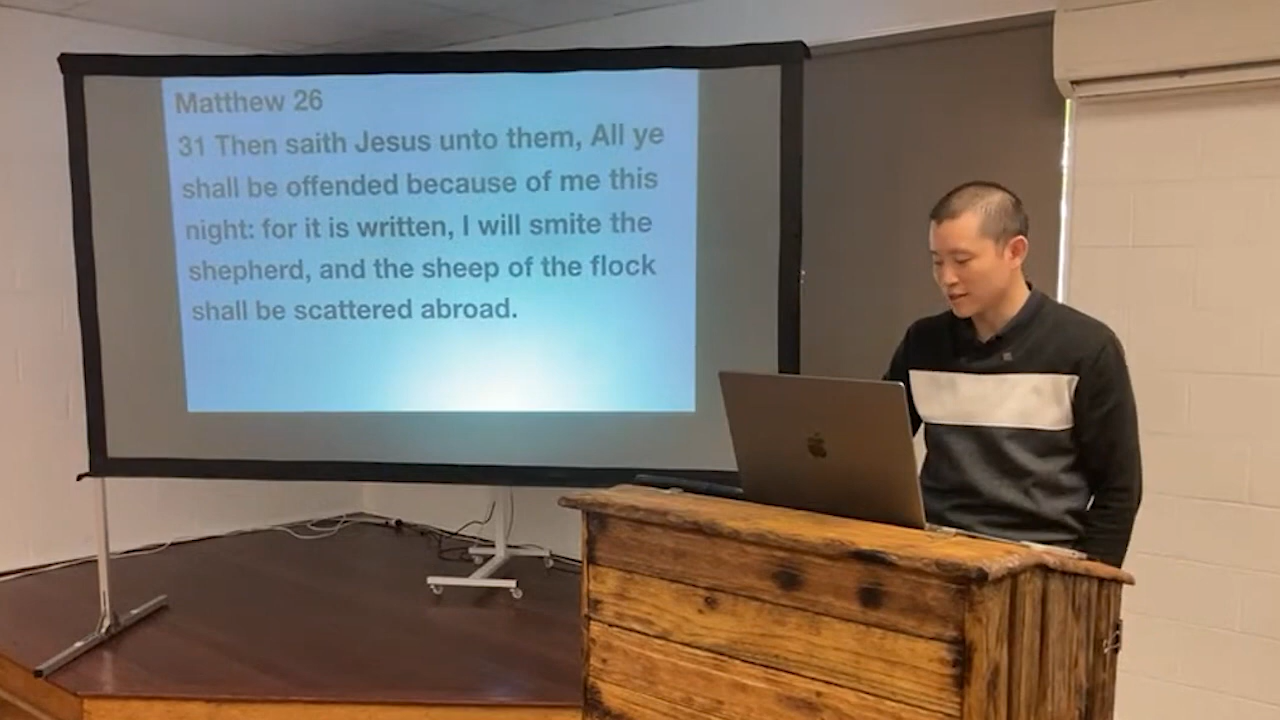 Matthew 26
31 Then saith Jesus unto them, All ye
shall be offended because of me this
night: for it is written, I will smite the
shepherd, and the sheep of the flock
shall be scattered abroad.